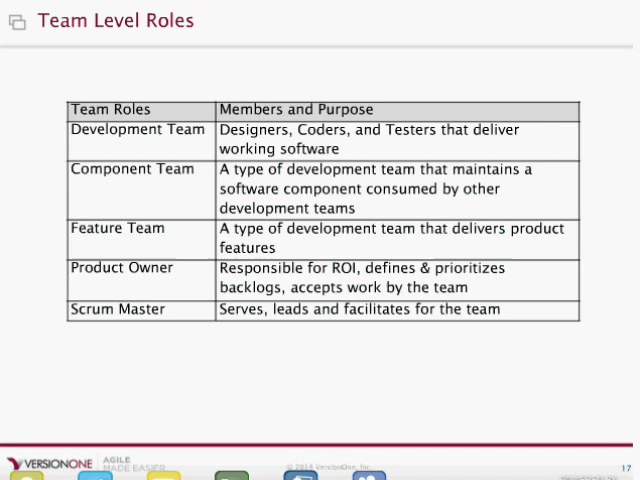 Team Level Roles
Team Roles
Members and Purpose
Development Team
Designers, Coders, and Testers that deliver
working software
Component Team
A type of development team that maintains a
software component consumed by other
development teams
Feature Team
A type of development team that delivers product
features
Product Owner
Responsible for ROI, defines & prioritizes
backlogs, accepts work by the team
Scrum Master
Serves, leads and facilitates for the team
VERSIONONE
AGILE
MADE EASIER
© 2014 VersionOne, Inc.
17